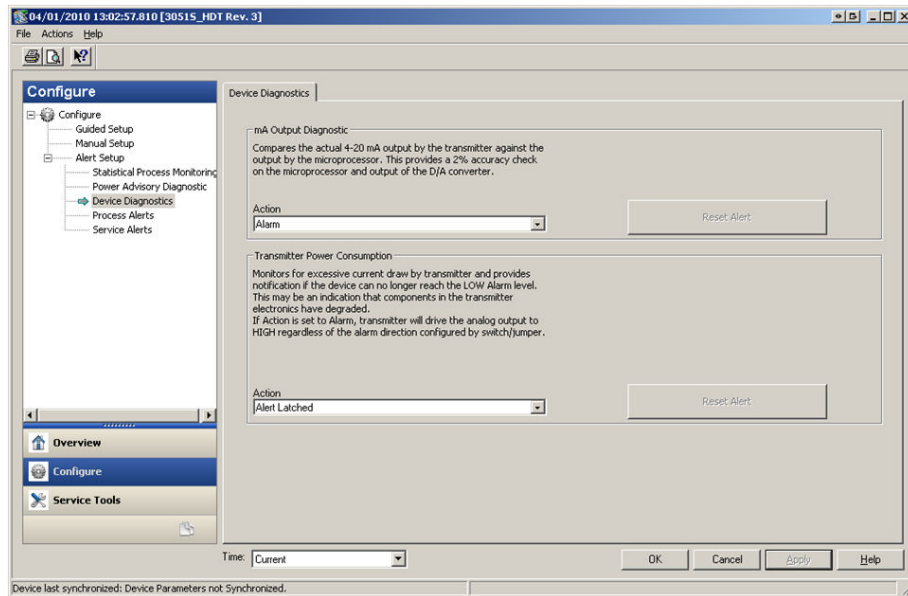 04/01/2010 13:02:57.810 [3051S_HDT Rev. 3]
File Actions Help
Configure
Configure
Guided Setup
Manual Setup
Alert Setup
Statistical Process Monitoring
Power Advisory Diagnostic
Device Diagnostics
Process Alerts
Service Alerts
Overview
Configure
Service Tools
Device Diagnostics
mA Output Diagnostic
Compares the actual 4-20 mA output by the transmitter against the
output by the microprocessor. This provides a 2% accuracy check
on the microprocessor and output of the D/A converter.
Action
Alarm
Reset Alert
Transmitter Power Consumption
Monitors for excessive current draw by transmitter and provides
notification if the device can no longer reach the LOW Alarm level.
This may be an indication that components in the transmitter
electronics have degraded.
If Action is set to Alarm, transmitter will drive the analog output to
HIGH regardless of the alarm direction configured by switch/jumper.
Action
Alert Latched
Reset Alert
Time: Current
OK Cancel Apply Help
Device last synchronized: Device Parameters not Synchronized.